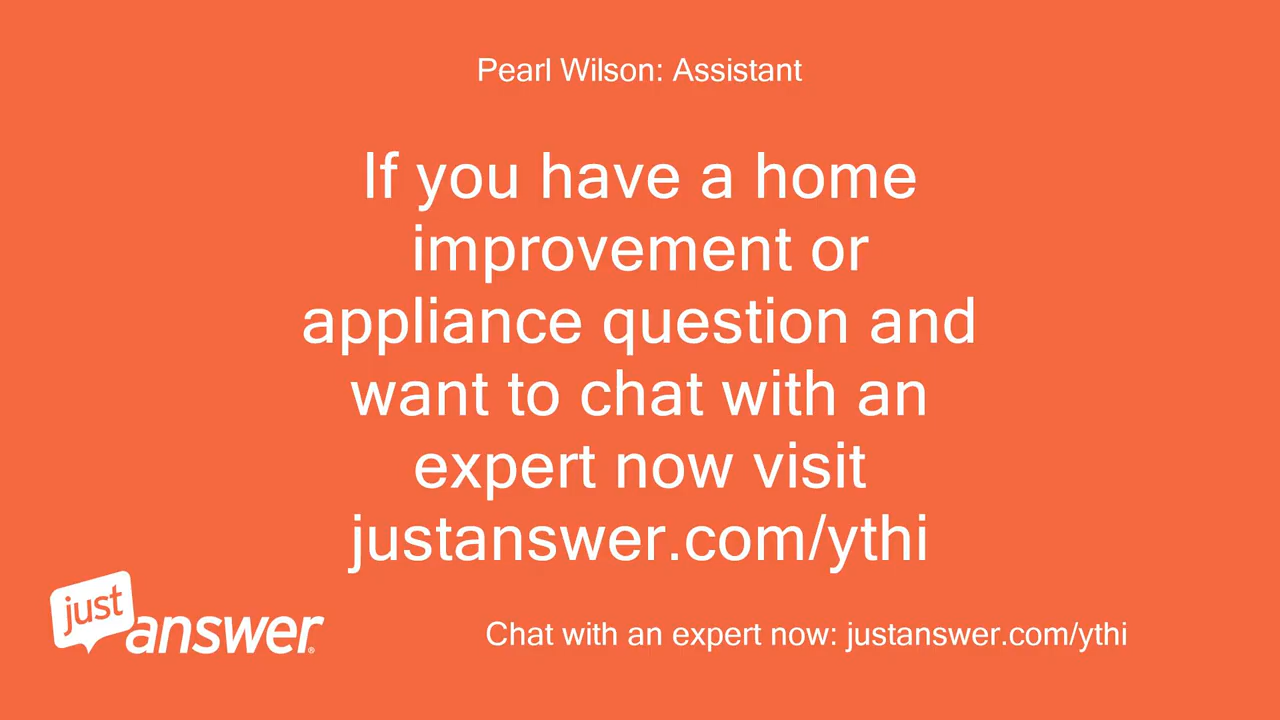 Pearl Wilson: Assistant
If you have a home
improvement or
appliance question and
want to chat with an
expert now visit
justanswer.com/ythi
just
answer®
Chat with an expert now: justanswer.com/ythi